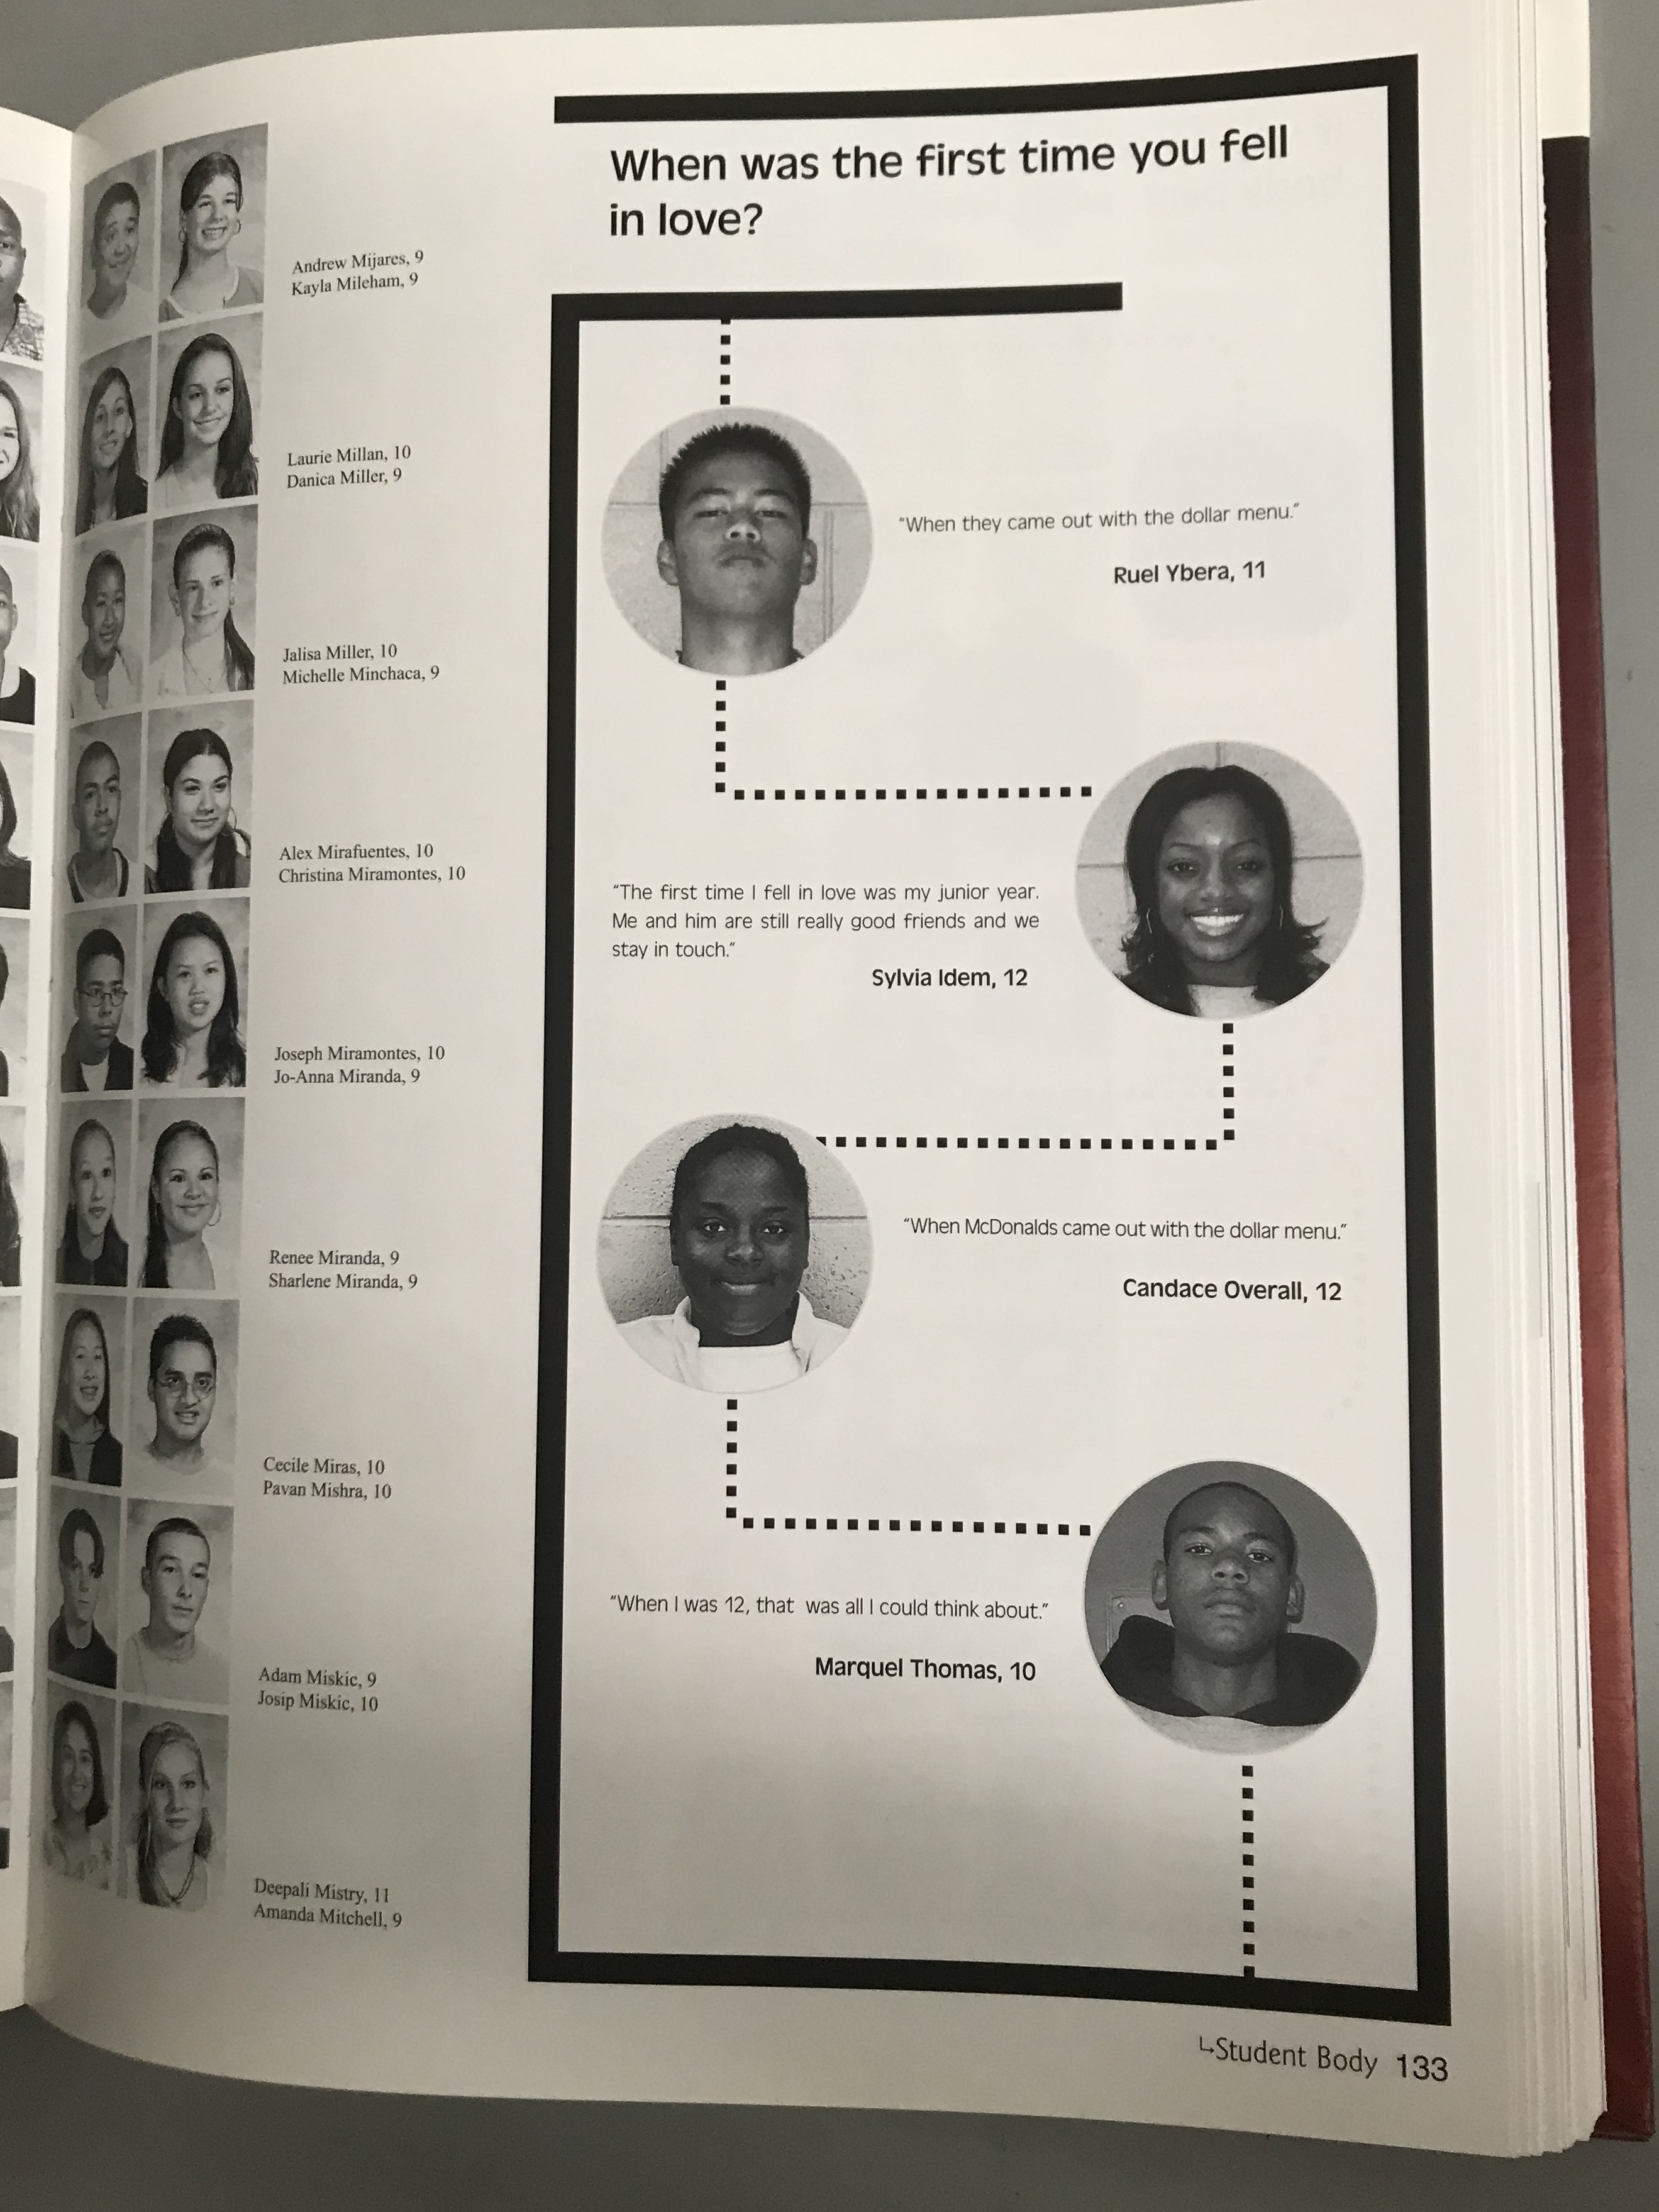 Andrew Mijares, 9
Kayla Mileham, 9
Laurie Millan, 10
Danica Miller, 9
Jalisa Miller, 10
Michelle Minchaca, 9
Alex Mirafuentes, 10
Christina Miramontes, 10
Joseph Miramontes, 10
Jo-Anna Miranda, 9
Renee Miranda, 9
Sharlene Miranda, 9
Cecile Miras, 10
Pavan Mishra, 10
Adam Miskic, 9
Josip Miskic, 10
Deepali Mistry, 11
Amanda Mitchell, 9
When was the first time you fell
in love?
“When they came out with the dollar menu.”
Ruel Ybera, 11
“The first time I fell in love was my junior year.
Me and him are still really good friends and we
stay in touch.”
Sylvia Idem, 12
“When McDonalds came out with the dollar menu.”
Candace Overall, 12
“When I was 12, that was all I could think about.”
Marquel Thomas, 10
↳Student Body 133